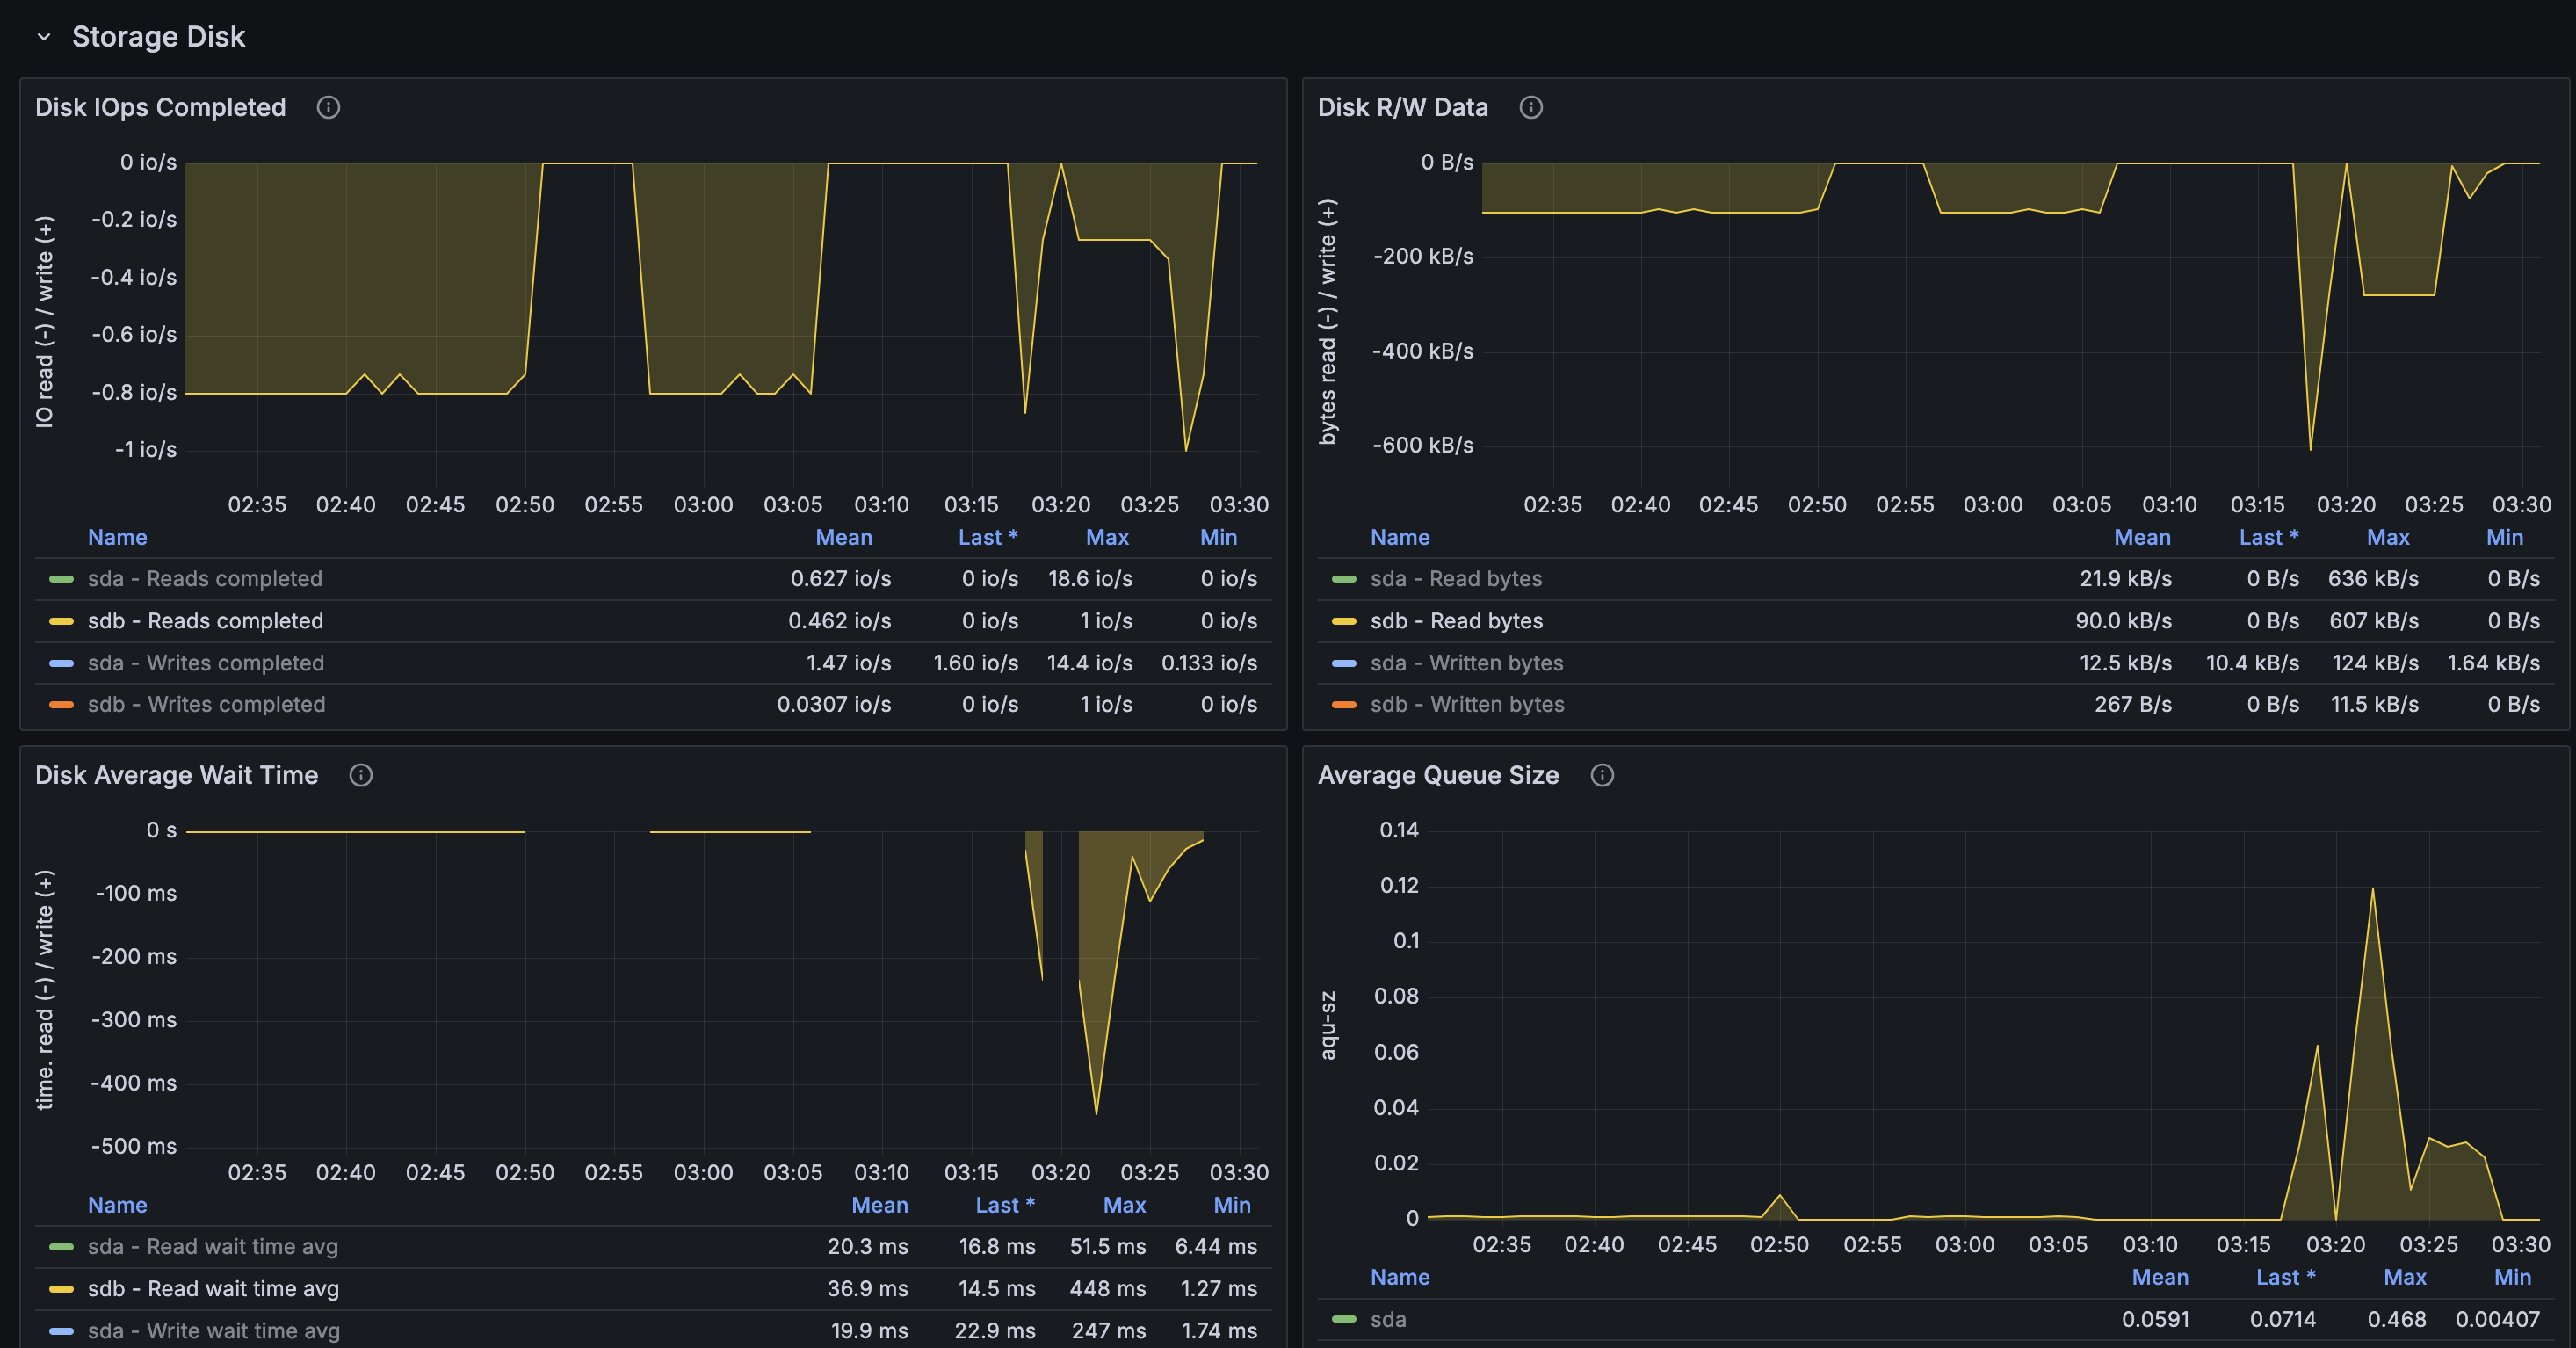 Storage Disk
Disk IOps Completed
IO read (-) / write (+)
0 io/s
-0.2 io/s
-0.4 io/s
-0.6 io/s
-0.8 io/s
-1 io/s
02:35 02:40 02:45 02:50 02:55 03:00 03:05 03:10 03:15 03:20 03:25 03:30
Name Mean Last * Max Min
sda - Reads completed 0.627 io/s 0 io/s 18.6 io/s 0 io/s
sdb - Reads completed 0.462 io/s 0 io/s 1 io/s 0 io/s
sda - Writes completed 1.47 io/s 1.60 io/s 14.4 io/s 0.133 io/s
sdb - Writes completed 0.0307 io/s 0 io/s 1 io/s 0 io/s
Disk R/W Data
bytes read (-) / write (+)
0 B/s
-200 kB/s
-400 kB/s
-600 kB/s
02:35 02:40 02:45 02:50 02:55 03:00 03:05 03:10 03:15 03:20 03:25 03:30
Name Mean Last * Max Min
sda - Read bytes 21.9 kB/s 0 B/s 636 kB/s 0 B/s
sdb - Read bytes 90.0 kB/s 0 B/s 607 kB/s 0 B/s
sda - Written bytes 12.5 kB/s 10.4 kB/s 124 kB/s 1.64 kB/s
sdb - Written bytes 267 B/s 0 B/s 11.5 kB/s 0 B/s
Disk Average Wait Time
time. read (-) / write (+)
0 s
-100 ms
-200 ms
-300 ms
-400 ms
-500 ms
02:35 02:40 02:45 02:50 02:55 03:00 03:05 03:10 03:15 03:20 03:25 03:30
Name Mean Last * Max Min
sda - Read wait time avg 20.3 ms 16.8 ms 51.5 ms 6.44 ms
sdb - Read wait time avg 36.9 ms 14.5 ms 448 ms 1.27 ms
sda - Write wait time avg 19.9 ms 22.9 ms 247 ms 1.74 ms
Average Queue Size
aqu-sz
0.14
0.12
0.1
0.08
0.06
0.04
0.02
0
02:35 02:40 02:45 02:50 02:55 03:00 03:05 03:10 03:15 03:20 03:25 03:30
Name Mean Last * Max Min
sda 0.0591 0.0714 0.468 0.00407